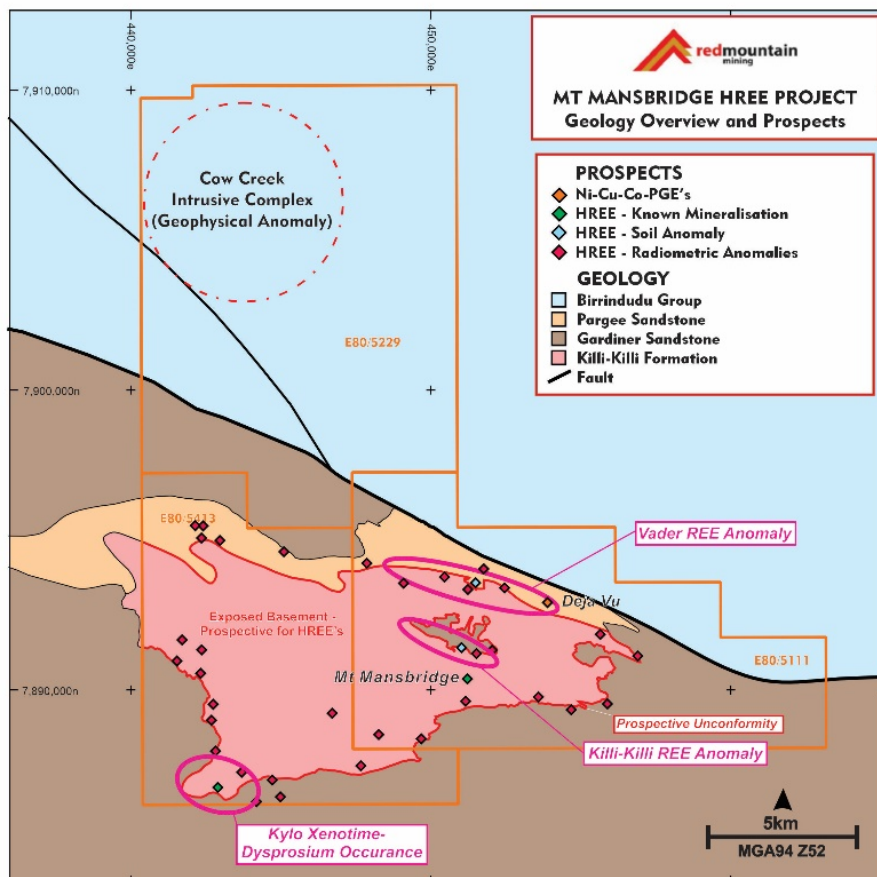 440,000e
450,000e
redmountain
mining
MT MANSBRIDGE HREE PROJECT
Geology Overview and Prospects
7,910,000n
PROSPECTS
Ni-Cu-Co-PGE's
HREE - Known Mineralisation
HREE - Soil Anomaly
HREE - Radiometric Anomalies
GEOLOGY
Birrindudu Group
Pargee Sandstone
Gardiner Sandstone
Killi-Killi Formation
Fault
Cow Creek
Intrusive Complex
(Geophysical Anomaly)
E80/5229
7,900,000n
E80/5413
Vader REE Anomaly
Deja Vu
Exposed Basement -
Prospective for HREE's
E80/5111
Mt Mansbridge
7,890,000n
Prospective Unconformity
Killi-Killi REE Anomaly
Kylo Xenotime-
Dysprosium Occurance
5km
MGA94 Z52